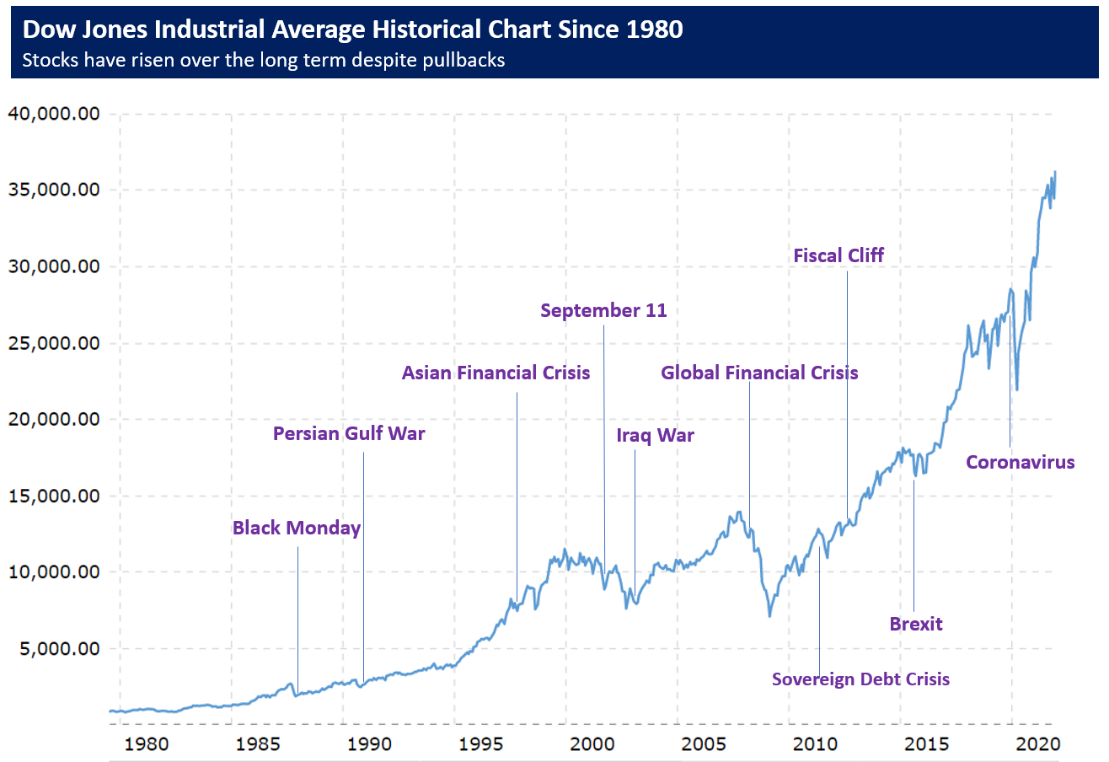 Dow Jones Industrial Average Historical Chart Since 1980
Stocks have risen over the long term despite pullbacks
40,000.00
35,000.00
30,000.00
Fiscal Cliff
September 11
25,000.00
Asian Financial Crisis
Global Financial Crisis
20,000.00
Persian Gulf War
Iraq War
Coronavirus
15,000.00
Black Monday
10,000.00
Brexit
5,000.00
Sovereign Debt Crisis
1980 1985 1990 1995 2000 2005 2010 2015 2020